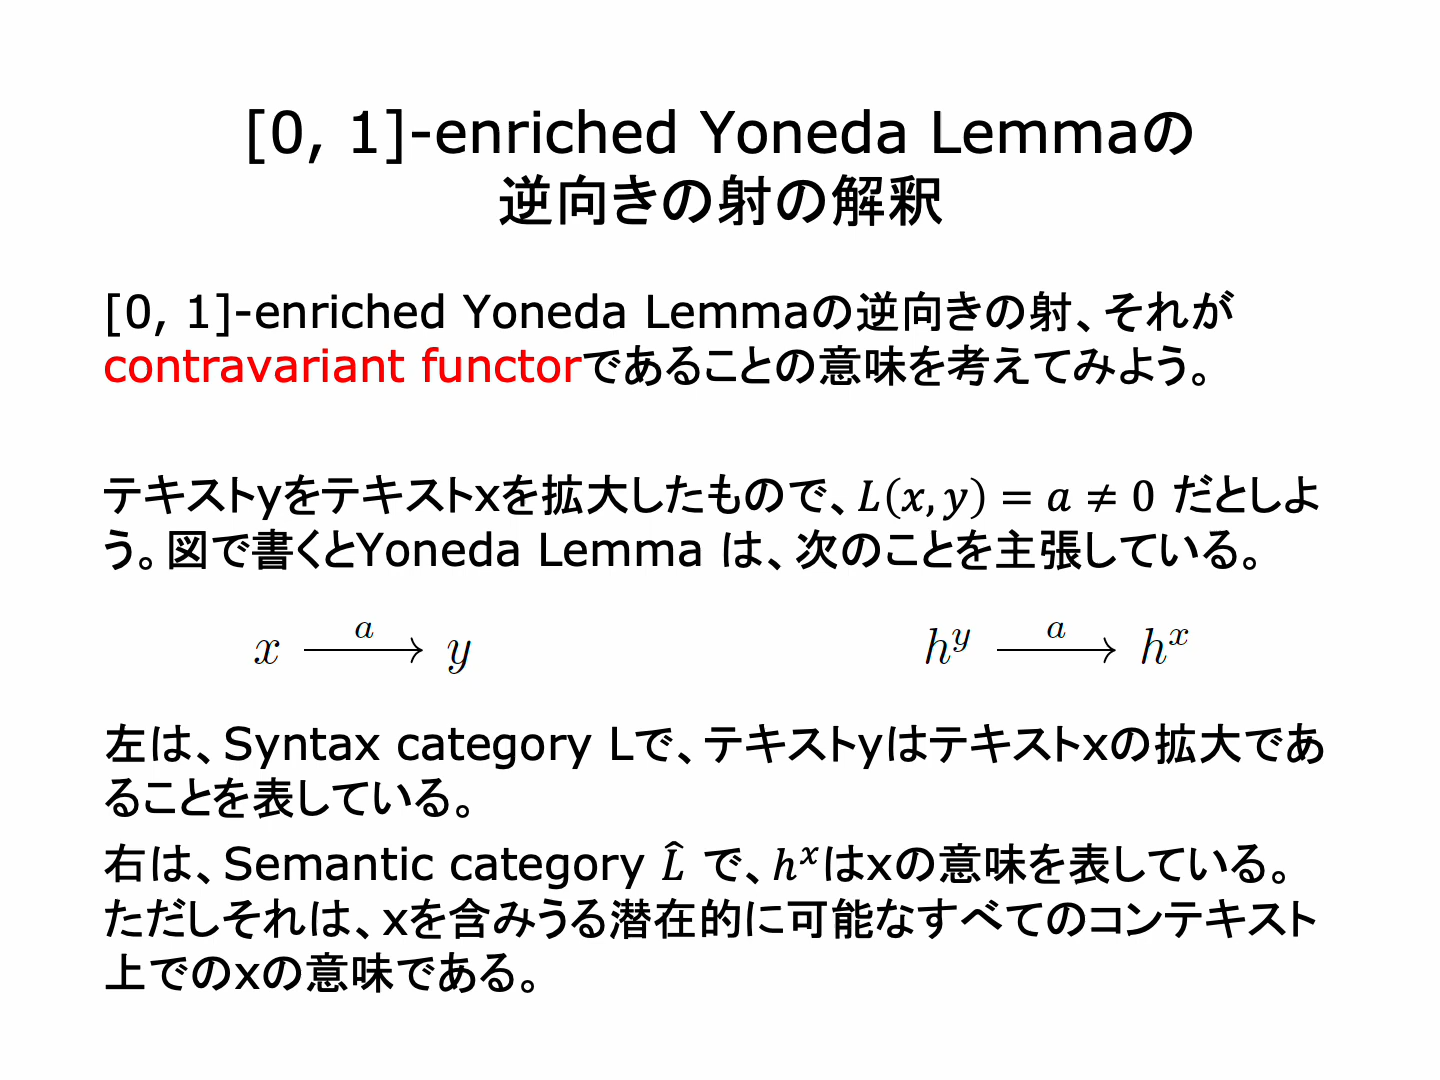 [0, 1]-enriched Yoneda Lemmaの
逆向きの射の解釈
[0, 1]-enriched Yoneda Lemmaの逆向きの射、それが
contravariant functorであることの意味を考えてみよう。
テキストyをテキストxを拡大したもので、L(x, y) = a ≠ 0 だとしよ
う。図で書くとYoneda Lemma は、次のことを主張している。
x \xrightarrow{a} y h^y \xrightarrow{a} h^x
左は、Syntax category Lで、テキストyはテキストxの拡大であ
ることを表している。
右は、Semantic category L̂ で、h^xはxの意味を表している。
ただしそれは、xを含みうる潜在的に可能なすべてのコンテキスト
上でのxの意味である。